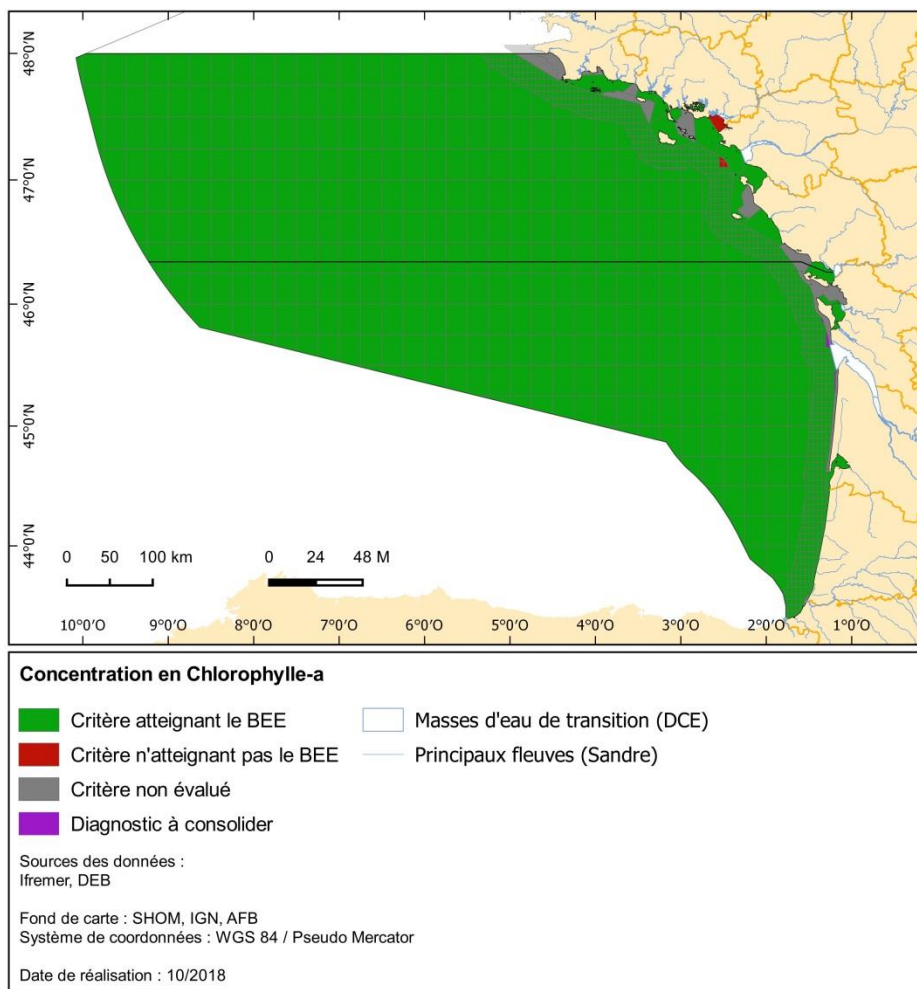 48°0'N
47°0'N
46°0'N
45°0'N
44°0'N
0 50 100 km
0 24 48 M
10°0'O 9°0'O 8°0'O 7°0'O 6°0'O 5°0'O 4°0'O 3°0'O 2°0'O 1°0'O
Concentration en Chlorophylle-a
Critère atteignant le BEE
Masses d'eau de transition (DCE)
Critère n'atteignant pas le BEE
Principaux fleuves (Sandre)
Critère non évalué
Diagnostic à consolider
Sources des données :
Ifremer, DEB
Fond de carte : SHOM, IGN, AFB
Système de coordonnées : WGS 84 / Pseudo Mercator
Date de réalisation : 10/2018